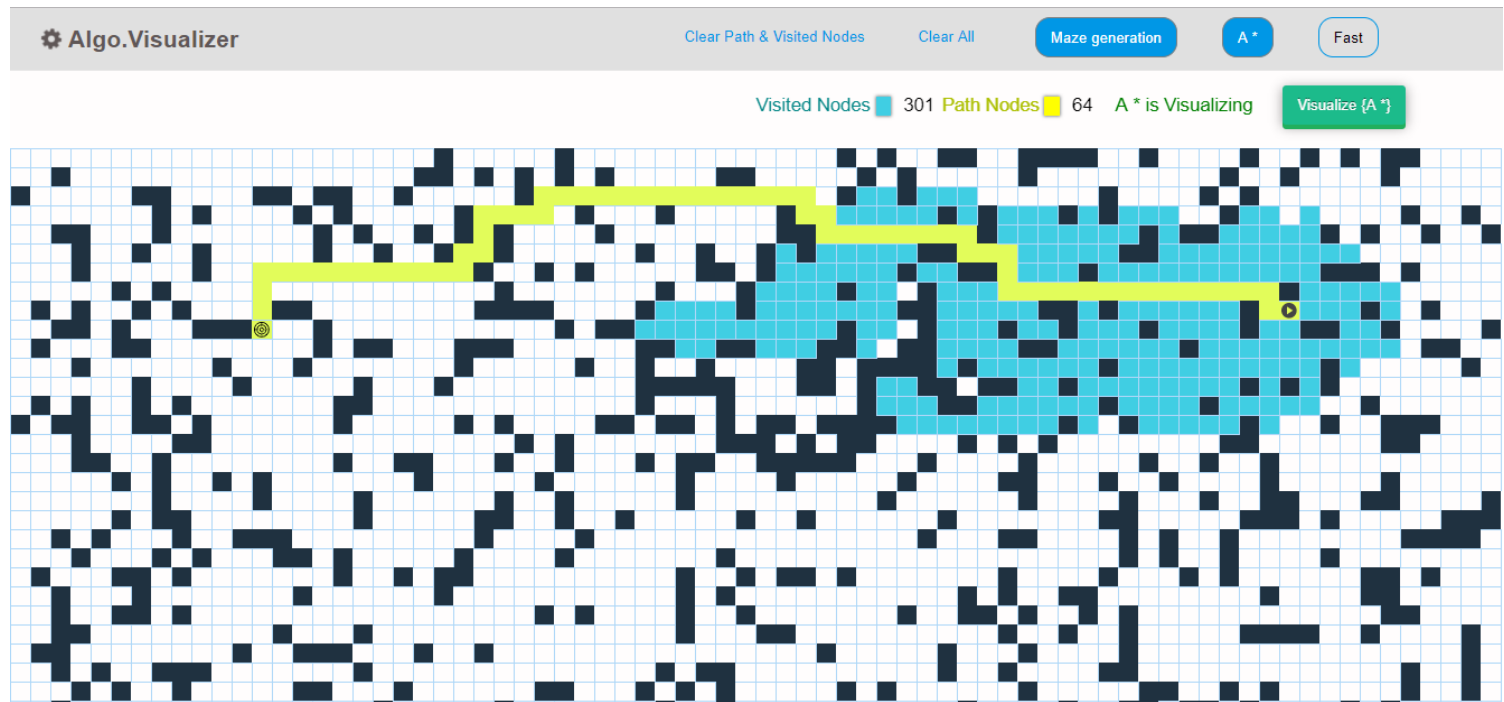 Algo.Visualizer Clear Path & Visited Nodes Clear All Maze generation A * Fast
Visited Nodes 301 Path Nodes 64 A * is Visualizing Visualize {A *}